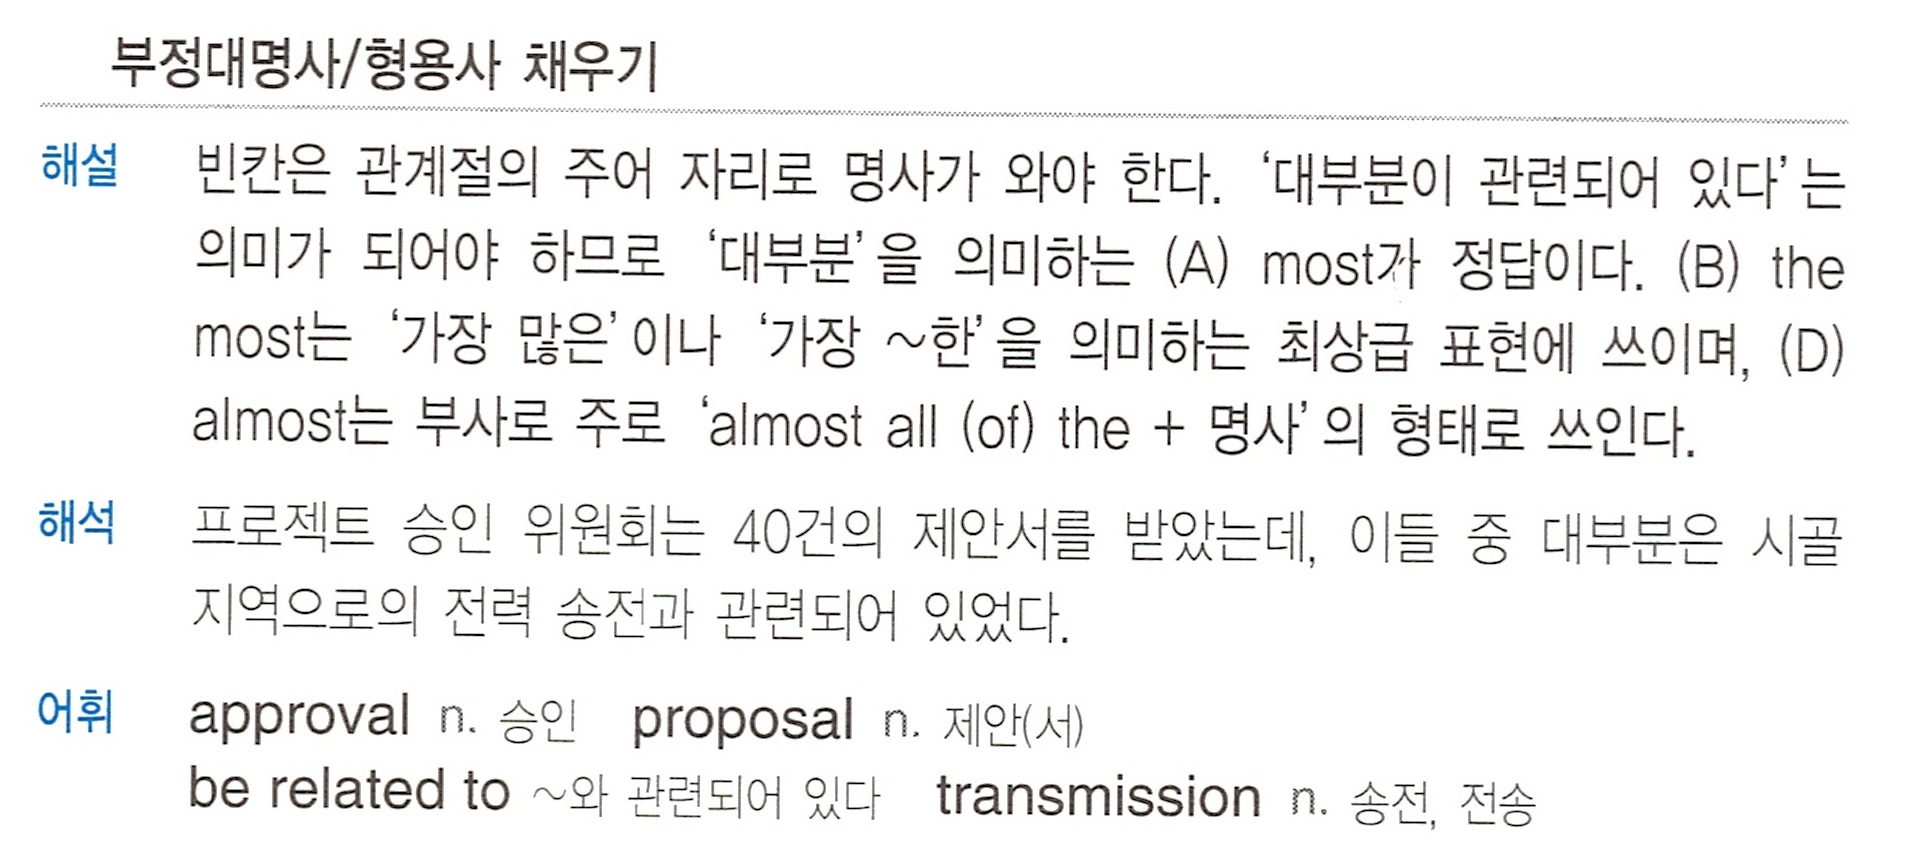 부정대명사/형용사 채우기
해설 빈칸은 관계절의 주어 자리로 명사가 와야 한다. ‘대부분이 관련되어 있다’는
의미가 되어야 하므로 ‘대부분’을 의미하는 (A) most가 정답이다. (B) the
most는 ‘가장 많은’이나 ‘가장 ~한’을 의미하는 최상급 표현에 쓰이며, (D)
almost는 부사로 주로 ‘almost all (of) the + 명사’의 형태로 쓰인다.
해석 프로젝트 승인 위원회는 40건의 제안서를 받았는데, 이들 중 대부분은 시골
지역으로의 전력 송전과 관련되어 있었다.
어휘 approval n. 승인 proposal n. 제안(서)
be related to ~와 관련되어 있다 transmission n. 송전, 전송